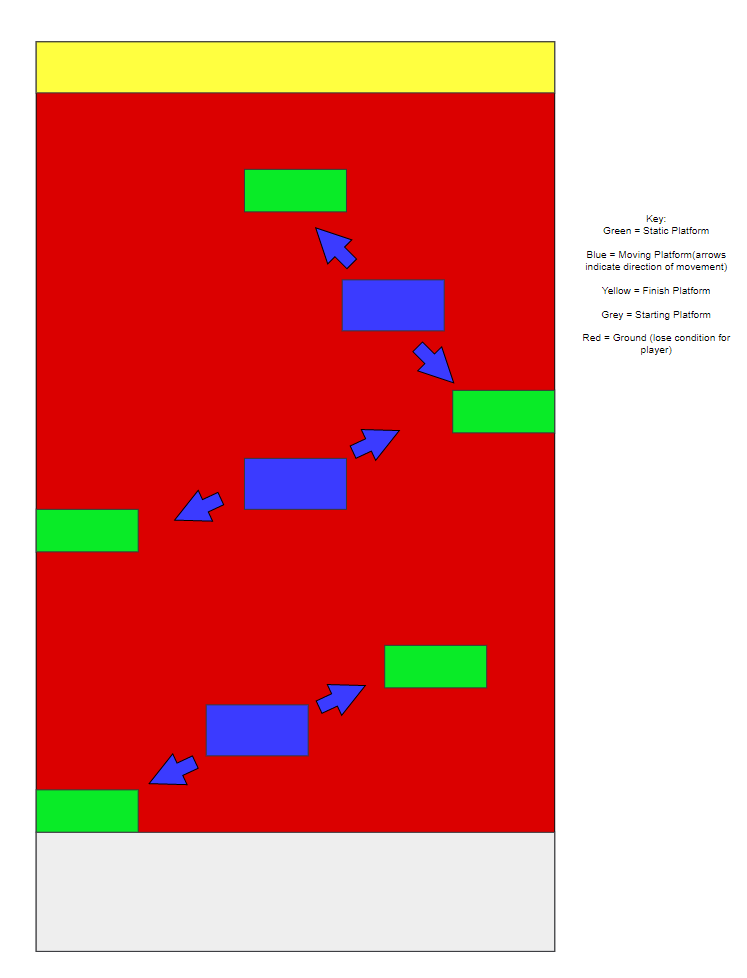 Key:
Green = Static Platform
Blue = Moving Platform(arrows
indicate direction of movement)
Yellow = Finish Platform
Grey = Starting Platform
Red = Ground (lose condition for
player)